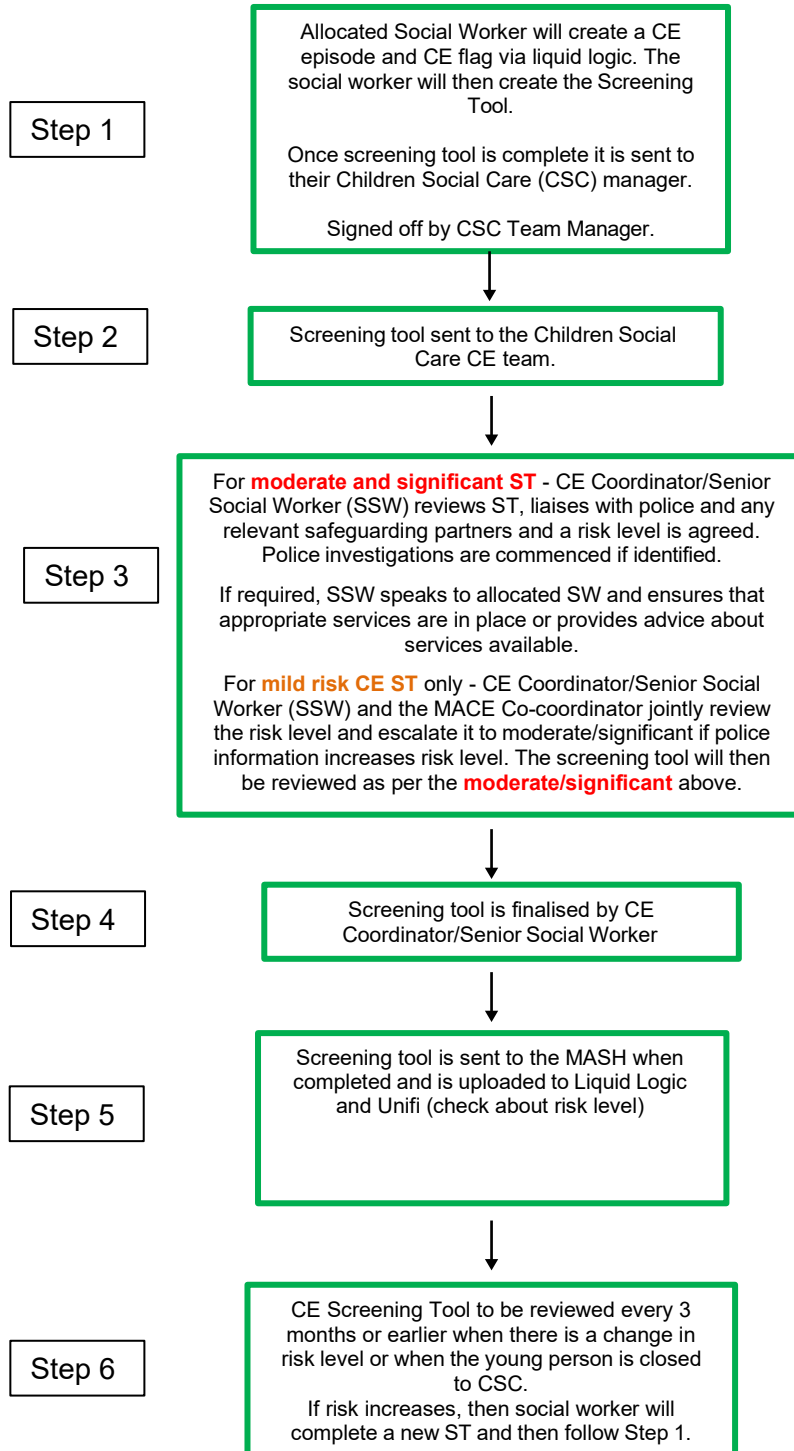 Step 1
Allocated Social Worker will create a CE
episode and CE flag via liquid logic. The
social worker will then create the Screening
Tool.
Once screening tool is complete it is sent to
their Children Social Care (CSC) manager.
Signed off by CSC Team Manager.
Step 2
Screening tool sent to the Children Social
Care CE team.
Step 3
For moderate and significant ST - CE Coordinator/Senior
Social Worker (SSW) reviews ST, liaises with police and any
relevant safeguarding partners and a risk level is agreed.
Police investigations are commenced if identified.
If required, SSW speaks to allocated SW and ensures that
appropriate services are in place or provides advice about
services available.
For mild risk CE ST only - CE Coordinator/Senior Social
Worker (SSW) and the MACE Co-coordinator jointly review
the risk level and escalate it to moderate/significant if police
information increases risk level. The screening tool will then
be reviewed as per the moderate/significant above.
Step 4
Screening tool is finalised by CE
Coordinator/Senior Social Worker
Step 5
Screening tool is sent to the MASH when
completed and is uploaded to Liquid Logic
and Unifi (check about risk level)
Step 6
CE Screening Tool to be reviewed every 3
months or earlier when there is a change in
risk level or when the young person is closed
to CSC.
If risk increases, then social worker will
complete a new ST and then follow Step 1.